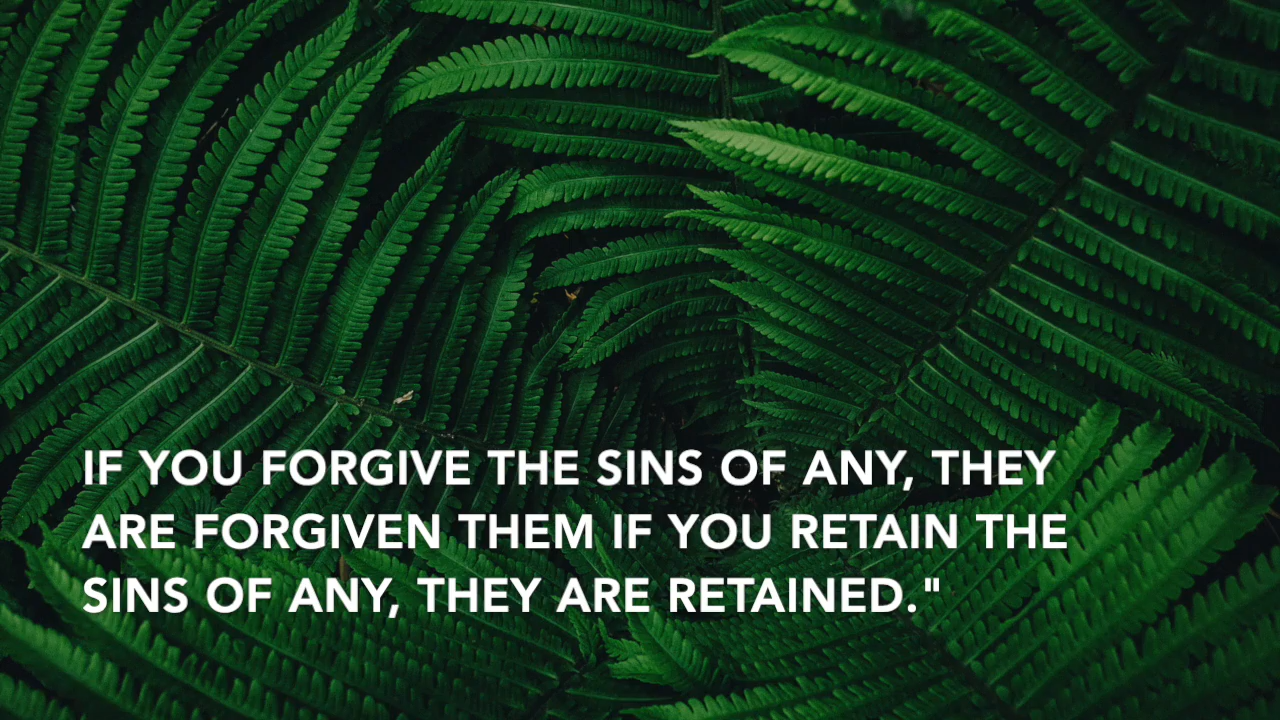 IF YOU FORGIVE THE SINS OF ANY, THEY
ARE FORGIVEN THEM IF YOU RETAIN THE
SINS OF ANY, THEY ARE RETAINED."